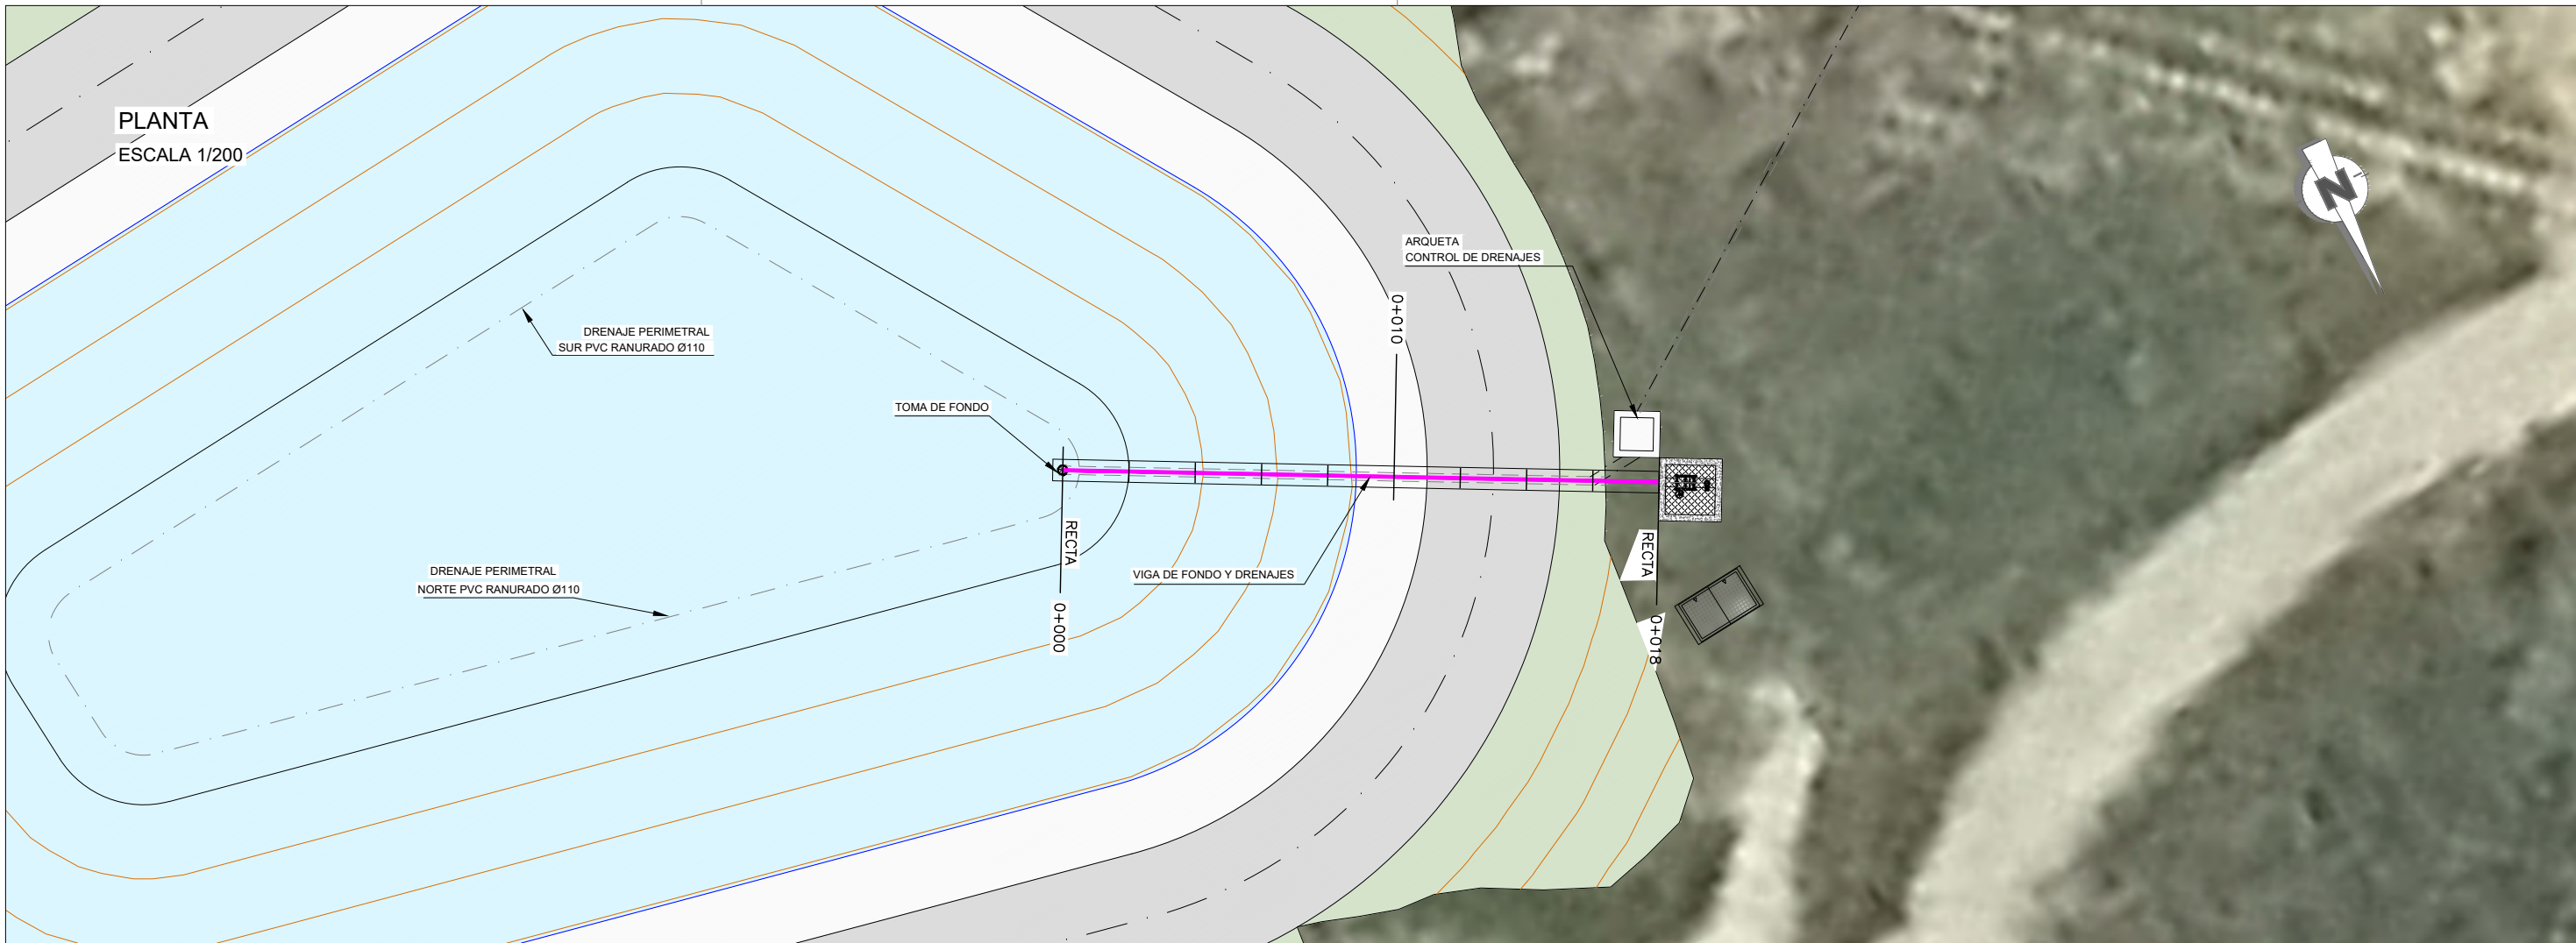 PLANTA
ESCALA 1/200
ARQUETA
CONTROL DE DRENAJES
0+010
DRENAJE PERIMETRAL
SUR PVC RANURADO Ø110
TOMA DE FONDO
RECTA
RECTA
VIGA DE FONDO Y DRENAJES
DRENAJE PERIMETRAL
NORTE PVC RANURADO Ø110
0+000
0+018
N